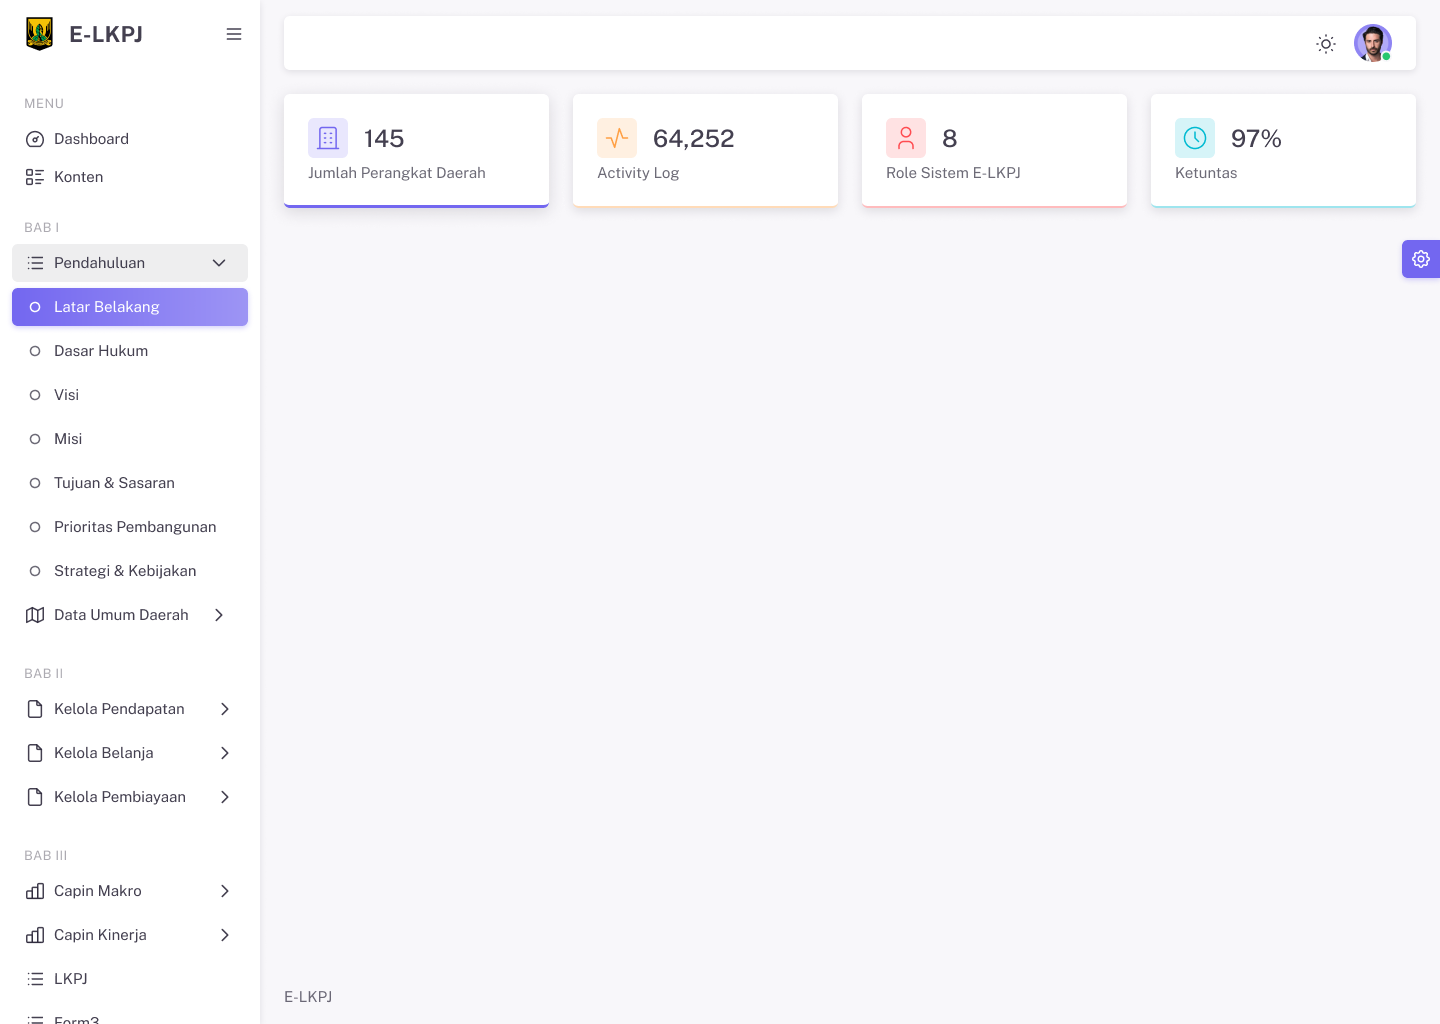 E-LKPJ
MENU
Dashboard
Konten
BAB I
Pendahuluan
Latar Belakang
Dasar Hukum
Visi
Misi
Tujuan & Sasaran
Prioritas Pembangunan
Strategi & Kebijakan
Data Umum Daerah
BAB II
Kelola Pendapatan
Kelola Belanja
Kelola Pembiayaan
BAB III
Capin Makro
Capin Kinerja
LKPJ
Form3
145
Jumlah Perangkat Daerah
64,252
Activity Log
8
Role Sistem E-LKPJ
97%
Ketuntas
E-LKPJ